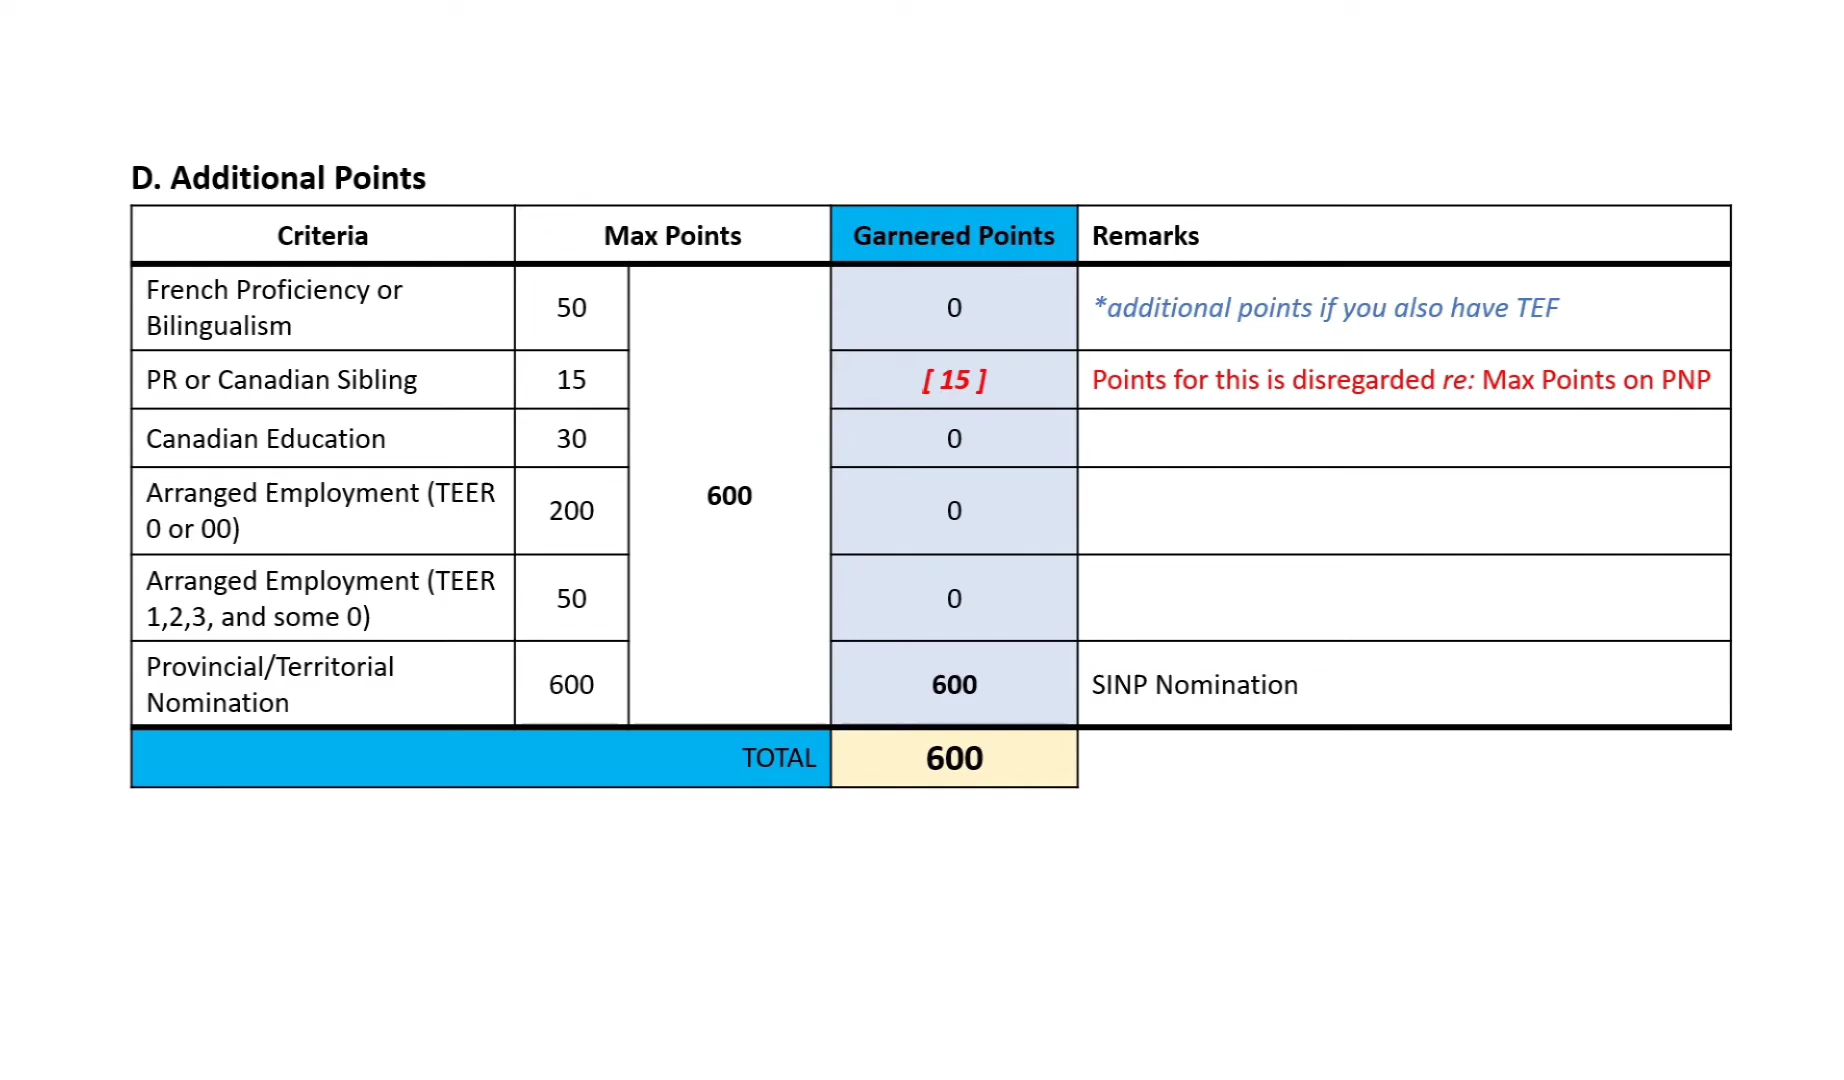 D. Additional Points
Criteria Max Points Garnered Points Remarks
French Proficiency or
Bilingualism
50 0 *additional points if you also have TEF
PR or Canadian Sibling 15 [ 15 ] Points for this is disregarded re: Max Points on PNP
Canadian Education 30 0
600
Arranged Employment (TEER
0 or 00)
200 0
Arranged Employment (TEER
1,2,3, and some 0)
50 0
Provincial/Territorial
Nomination
600 600 SINP Nomination
TOTAL 600